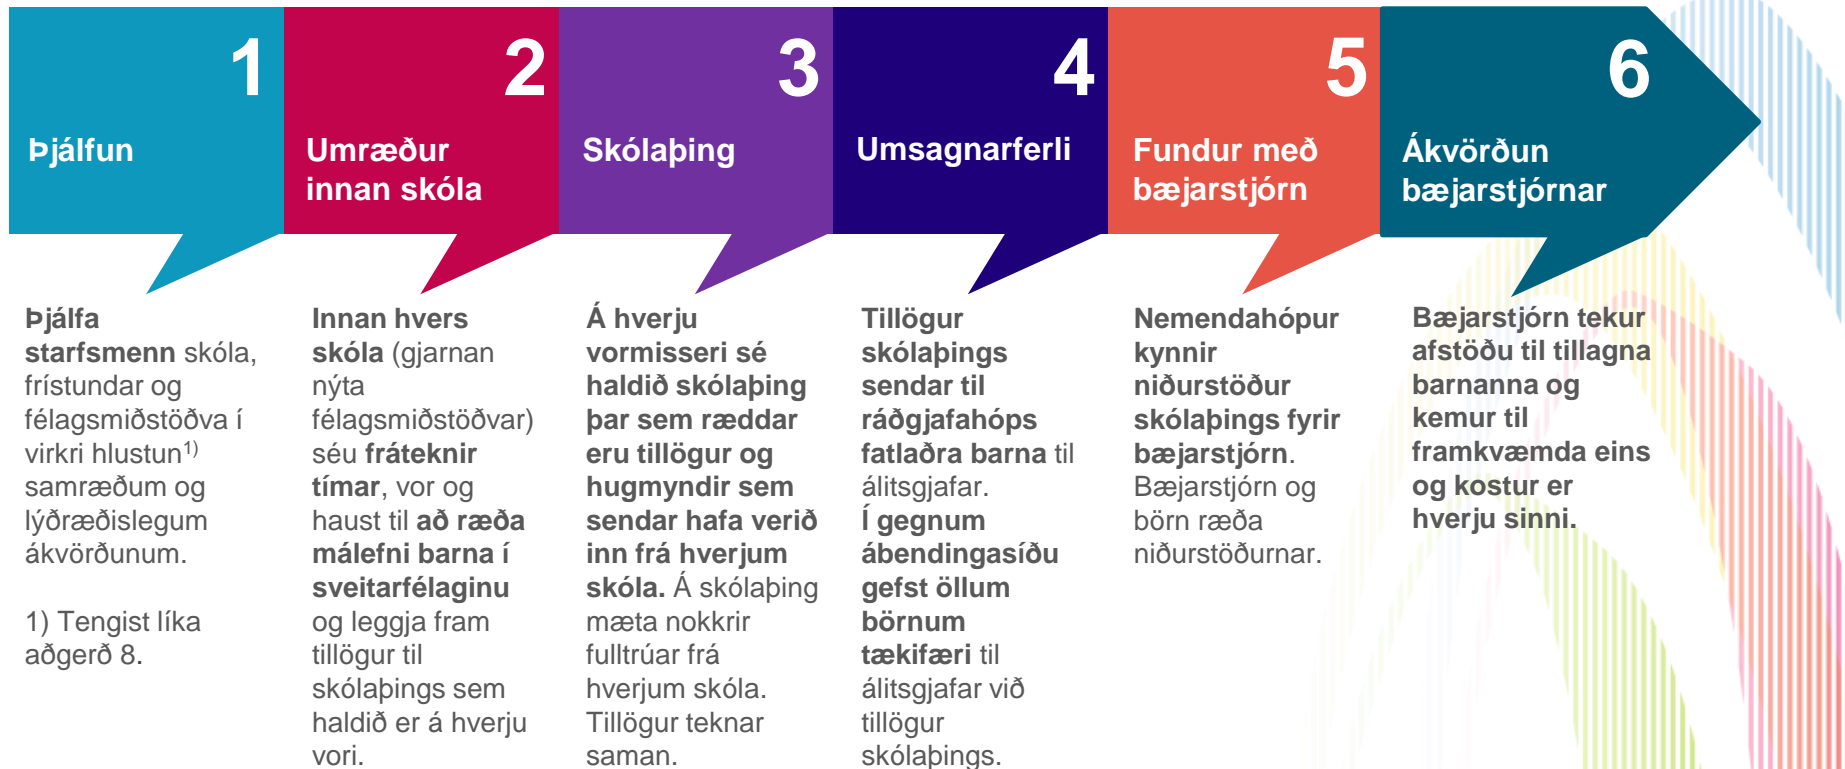 1
Þjálfun
Þjálfa
starfsmenn skóla,
frístundar og
félagsmiðstöðva í
virkri hlustun1)
samræðum og
lýðræðislegum
ákvörðunum.
1) Tengist líka
aðgerð 8.
2
Umræður
innan skóla
Innan hvers
skóla (gjarnan
nýta
félagsmiðstöðvar)
séu fráteknir
tímar, vor og
haust til að ræða
málefni barna í
sveitarfélaginu
og leggja fram
tillögur til
skólaþings sem
haldið er á hverju
vori.
3
Skólaþing
Á hverju
vormisseri sé
haldið skólaþing
þar sem ræddar
eru tillögur og
hugmyndir sem
sendar hafa verið
inn frá hverjum
skóla. Á skólaþing
mæta nokkrir
fulltrúar frá
hverjum skóla.
Tillögur teknar
saman.
4
Umsagnarferli
Tillögur
skólaþings
sendar til
ráðgjafahóps
fatlaðra barna til
álitsgjafar.
Í gegnum
ábendingasíðu
gefst öllum
börnum
tækifæri til
álitsgjafar við
tillögur
skólaþings.
5
Fundur með
bæjarstjórn
Nemendahópur
kynnir
niðurstöður
skólaþings fyrir
bæjarstjórn.
Bæjarstjórn og
börn ræða
niðurstöðurnar.
6
Ákvörðun
bæjarstjórnar
Bæjarstjórn tekur
afstöðu til tillagna
barnanna og
kemur til
framkvæmda eins
og kostur er
hverju sinni.